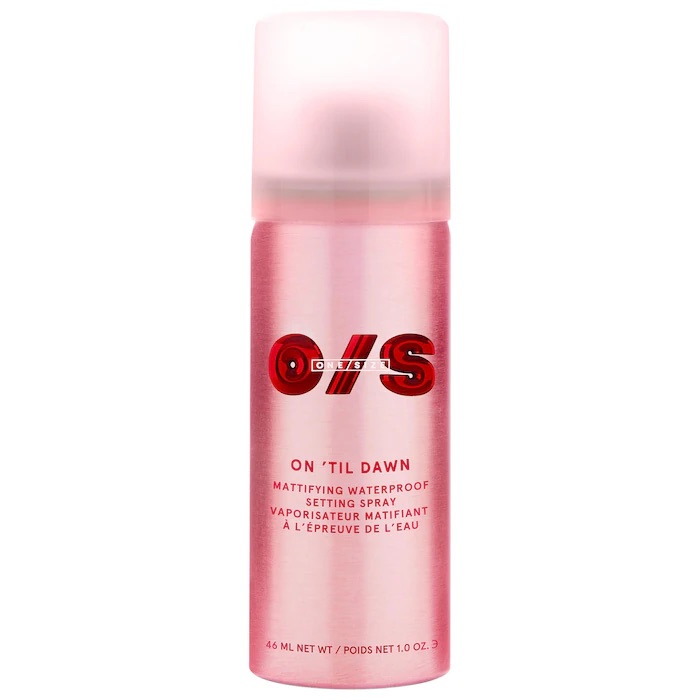 O/S
ONE/SIZE
ON 'TIL DAWN
MATTIFYING WATERPROOF
SETTING SPRAY
VAPORISATEUR MATIFIANT
À L'ÉPREUVE DE L'EAU
46 ML NET WT / POIDS NET 1.0 OZ. ℮